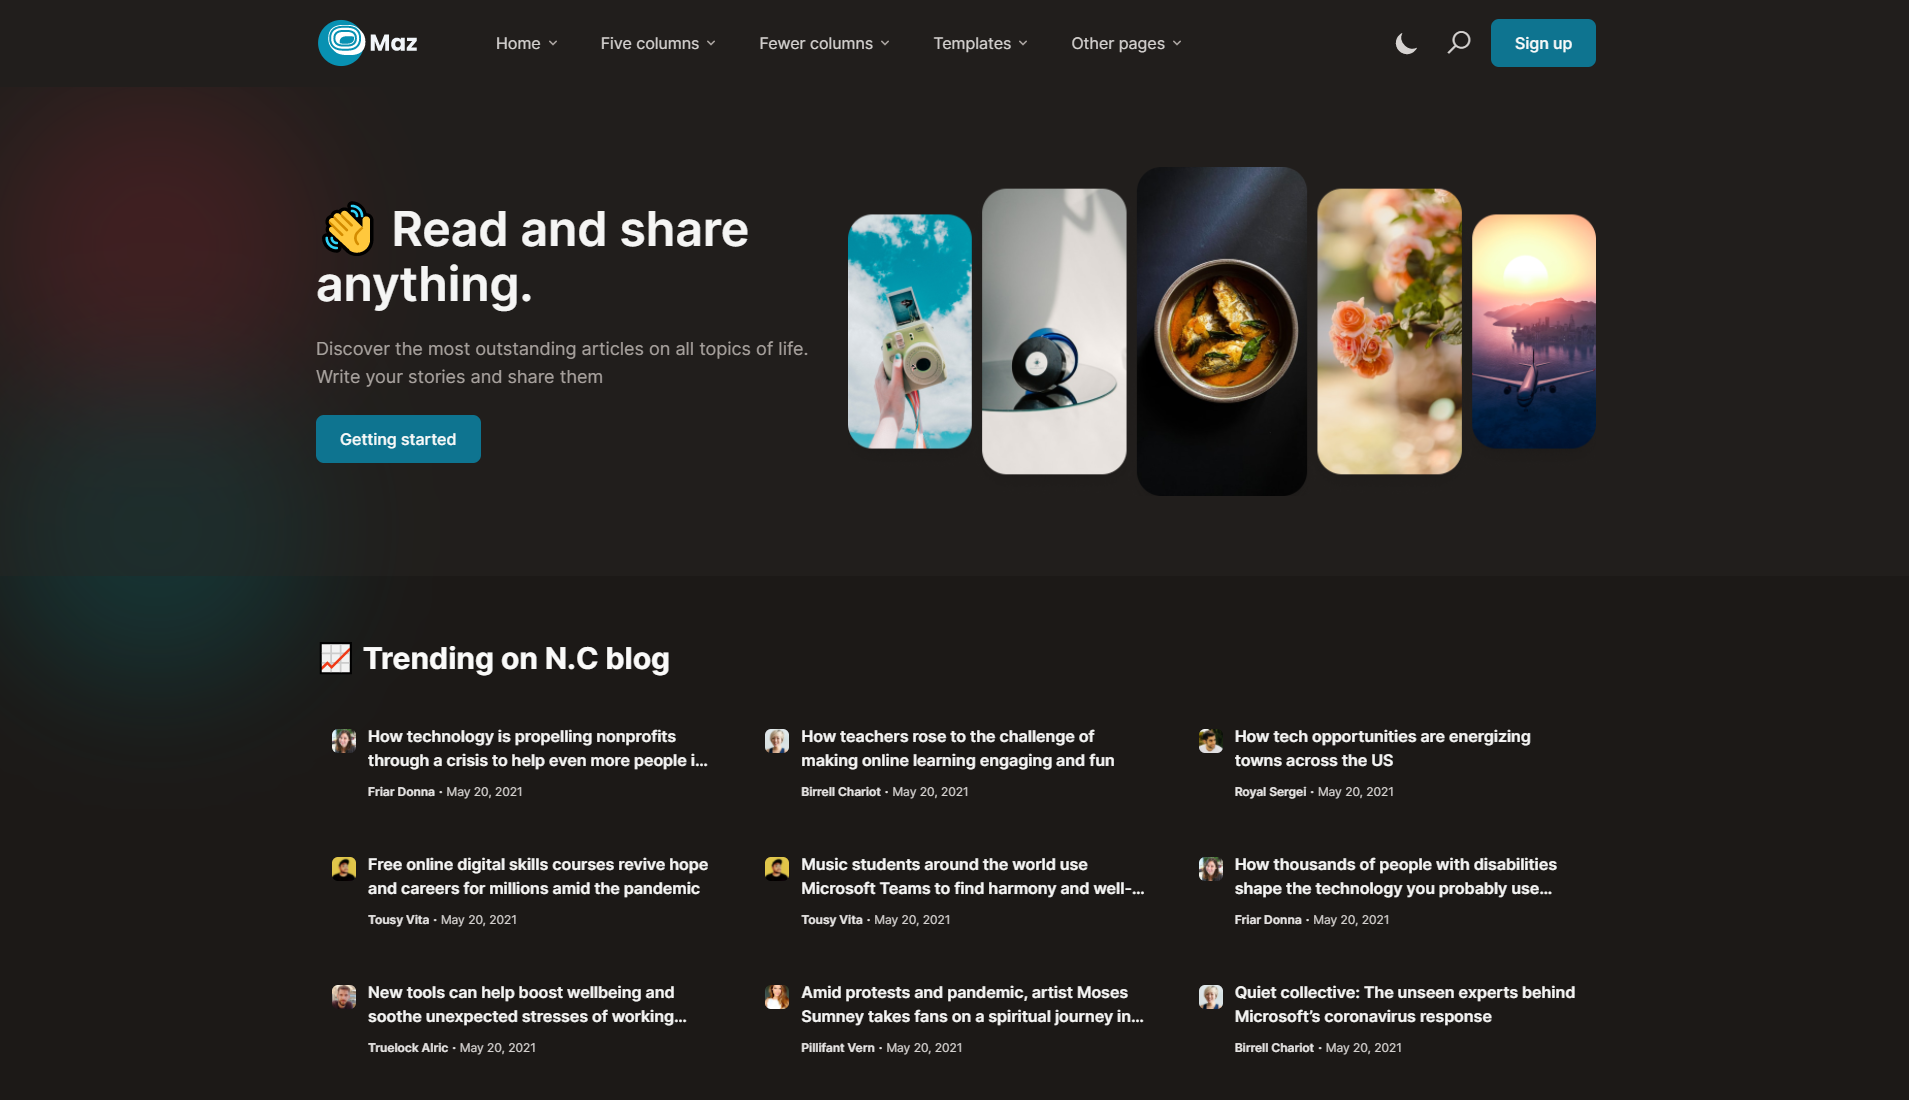 Maz
Home
Five columns
Fewer columns
Templates
Other pages
Sign up
👋 Read and share
anything.
Discover the most outstanding articles on all topics of life.
Write your stories and share them
Getting started
📈 Trending on N.C blog
How technology is propelling nonprofits
through a crisis to help even more people i...
Friar Donna · May 20, 2021
How teachers rose to the challenge of
making online learning engaging and fun
Birrell Chariot · May 20, 2021
How tech opportunities are energizing
towns across the US
Royal Sergei · May 20, 2021
Free online digital skills courses revive hope
and careers for millions amid the pandemic
Tousy Vita · May 20, 2021
Music students around the world use
Microsoft Teams to find harmony and well-...
Tousy Vita · May 20, 2021
How thousands of people with disabilities
shape the technology you probably use...
Friar Donna · May 20, 2021
New tools can help boost wellbeing and
soothe unexpected stresses of working...
Truelock Alric · May 20, 2021
Amid protests and pandemic, artist Moses
Sumney takes fans on a spiritual journey in...
Pillifant Vern · May 20, 2021
Quiet collective: The unseen experts behind
Microsoft’s coronavirus response
Birrell Chariot · May 20, 2021